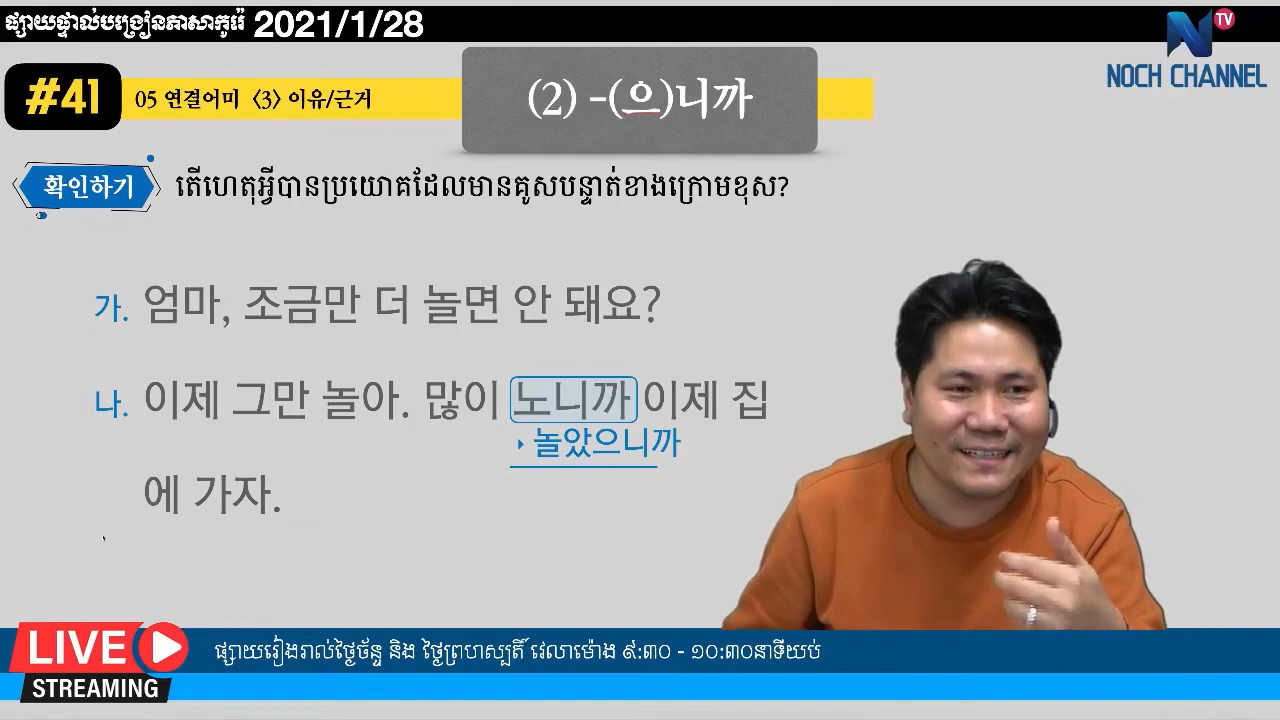 ផ្សាយផ្ទាល់បង្រៀនភាសាកូរ៉េ 2021/1/28
TV
NOCH CHANNEL
#41 05 연결어미 〈3〉 이유/근거
(2) -(으)니까
확인하기 តើហេតុអ្វីបានប្រយោគដែលមានគូសបន្ទាត់ខាងក្រោមខុស?
가. 엄마, 조금만 더 놀면 안 돼요?
나. 이제 그만 놀아. 많이 노니까 이제 집
놀았으니까
에 가자.
LIVE
STREAMING
ផ្សាយរៀងរាល់ថ្ងៃច័ន្ទ និង ថ្ងៃព្រហស្បតិ៍ វេលាម៉ោង ៩:៣០ - ១០:៣០នាទីយប់